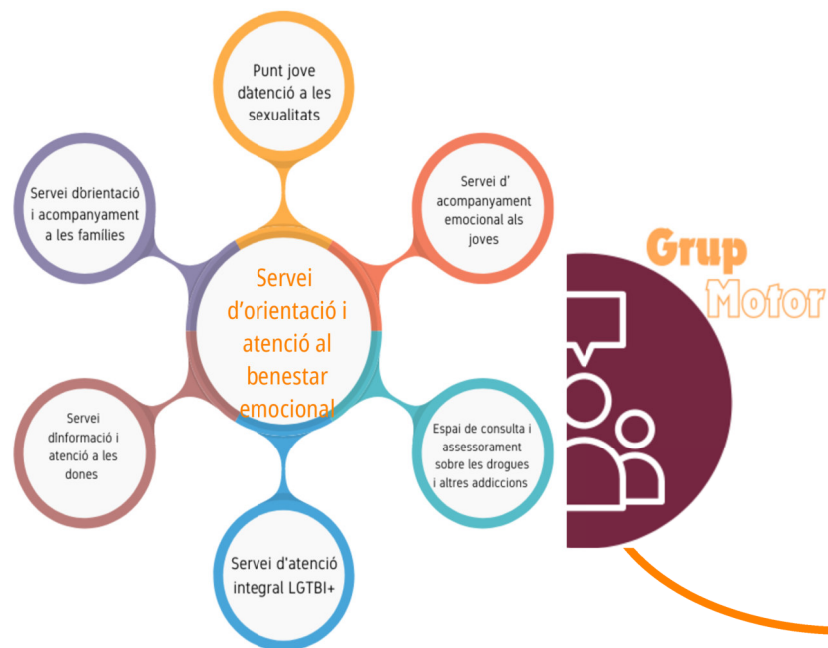 Punt jove
d'atenció a les
sexualitats
Servei d'orientació
i acompanyament
a les famílies
Servei d'
acompanyament
emocional als
joves
Grup
Motor
Servei
d'orientació i
atenció al
benestar
emocional
Servei
d'Informació i
atenció a les
dones
Espai de consulta i
assessorament
sobre les drogues
i altres addiccions
Servei d'atenció
integral LGTBI+